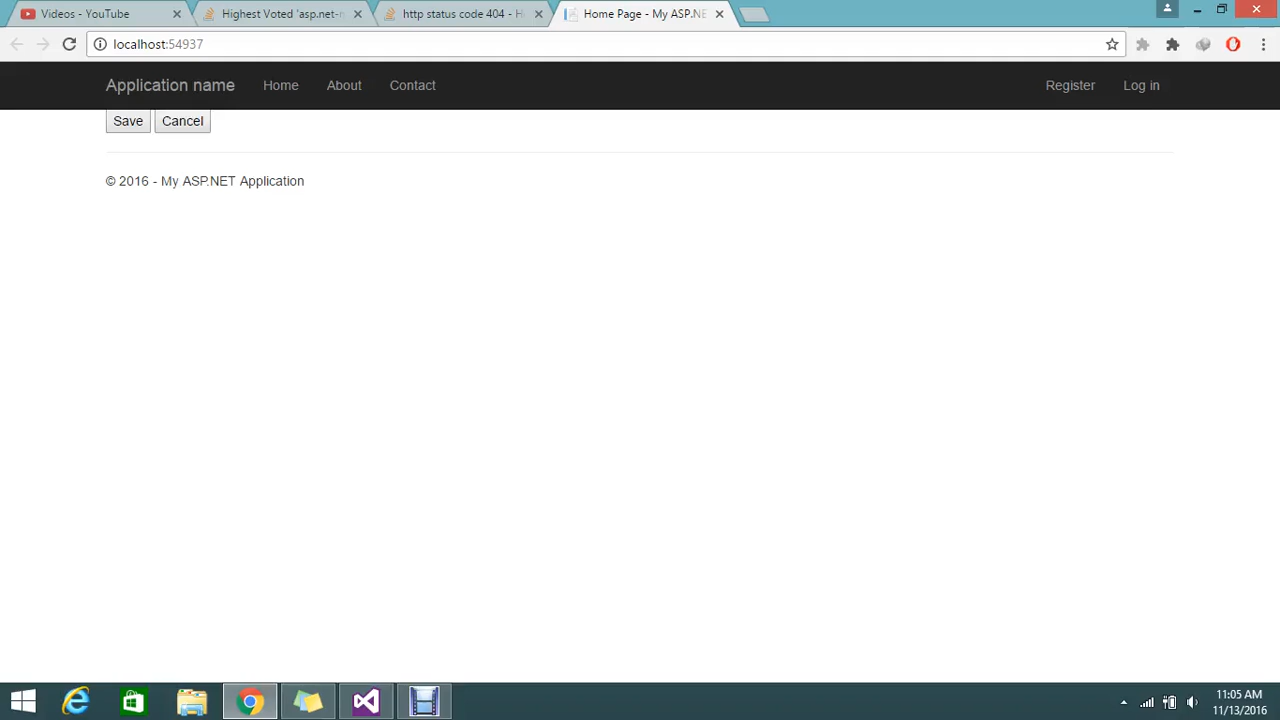 Videos - YouTube
Highest Voted 'asp.net-
http status code 404 - H
Home Page - My ASP.NE
localhost:54937
Application name Home About Contact Register Log in
Save Cancel
© 2016 - My ASP.NET Application
11:05 AM
11/13/2016